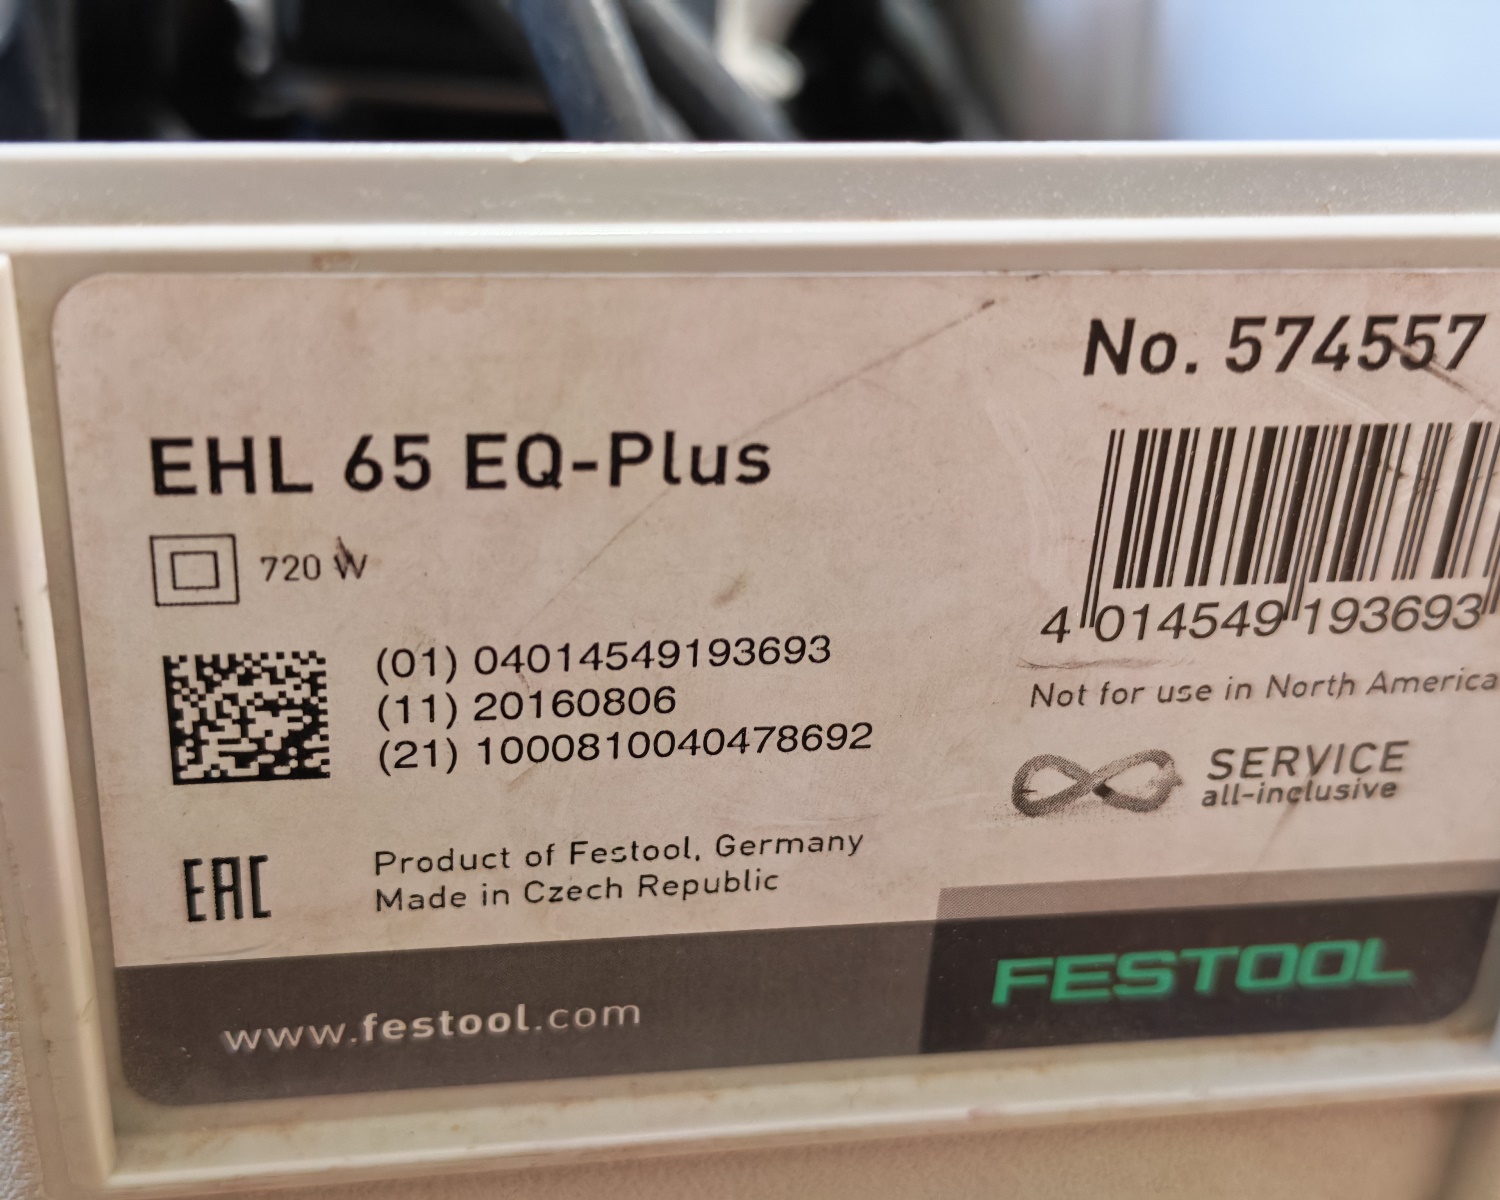 No. 574557
EHL 65 EQ-Plus
720 W
4 014549 193693
(01) 04014549193693
(11) 20160806
(21) 1000810040478692
Not for use in North America
SERVICE
all-inclusive
EAC
Product of Festool, Germany
Made in Czech Republic
www.festool.com
FESTOOL